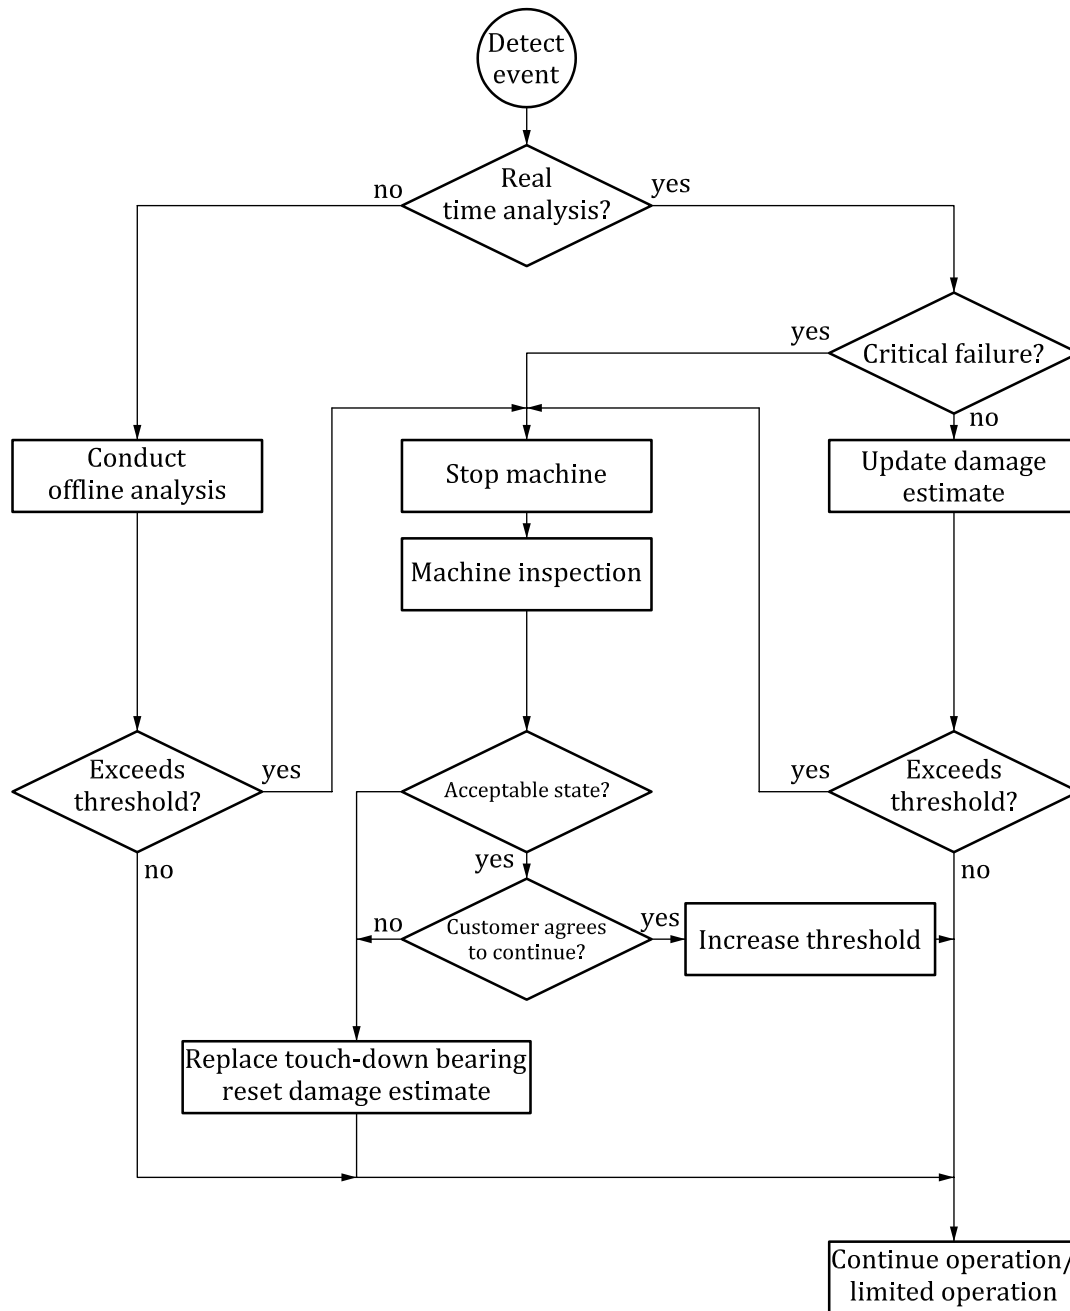 Detect
event
Real
time analysis?
no
yes
Critical failure?
yes
no
Conduct
offline analysis
Stop machine
Update damage
estimate
Machine inspection
Exceeds
threshold?
yes
no
Acceptable state?
yes
Exceeds
threshold?
yes
no
Customer agrees
to continue?
no
yes
Increase threshold
Replace touch-down bearing
reset damage estimate
Continue operation/
limited operation